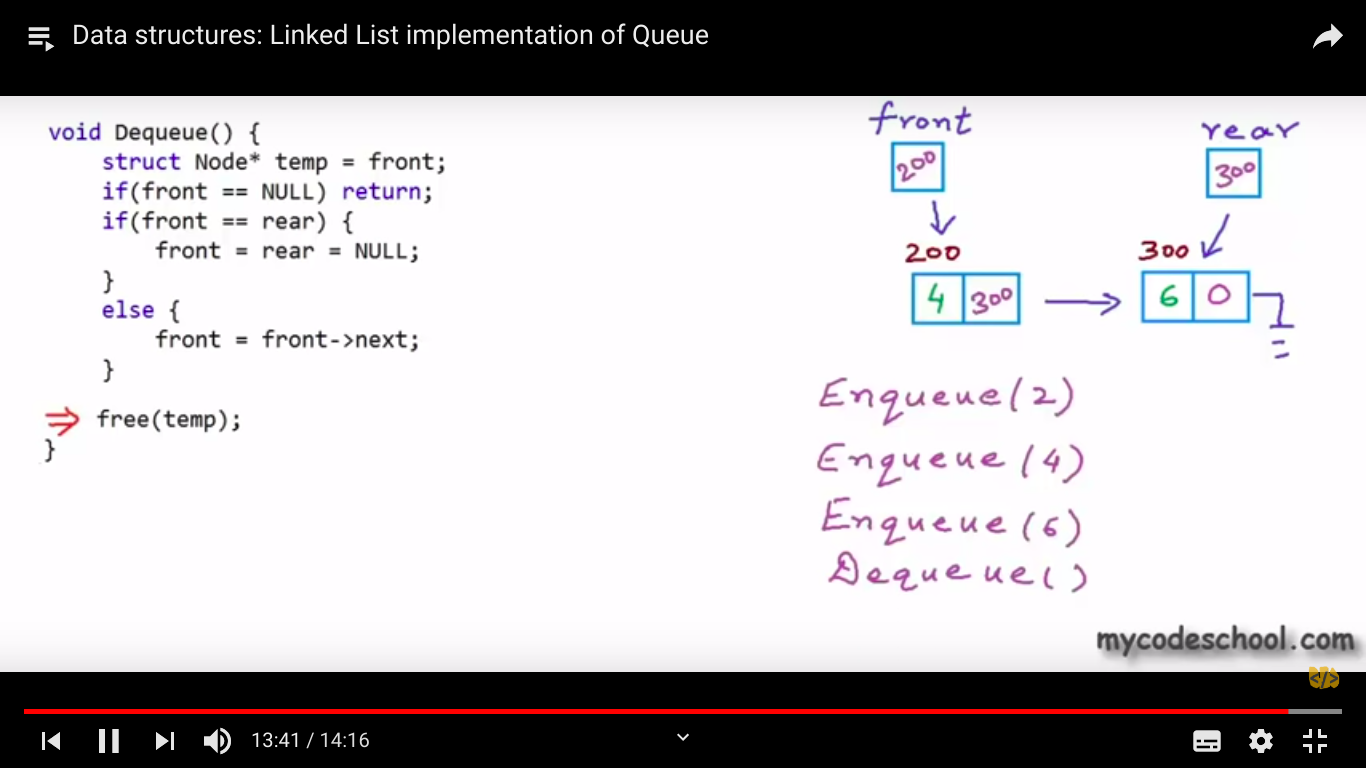 Data structures: Linked List implementation of Queue
void Dequeue() {
struct Node* temp = front;
if(front == NULL) return;
if(front == rear) {
front = rear = NULL;
}
else {
front = front->next;
}
free(temp);
}
front
rear
200
300
200
300
4 300
6 0
Enqueue(2)
Enqueue(4)
Enqueue(6)
Dequeue()
mycodeschool.com
</>
13:41 / 14:16